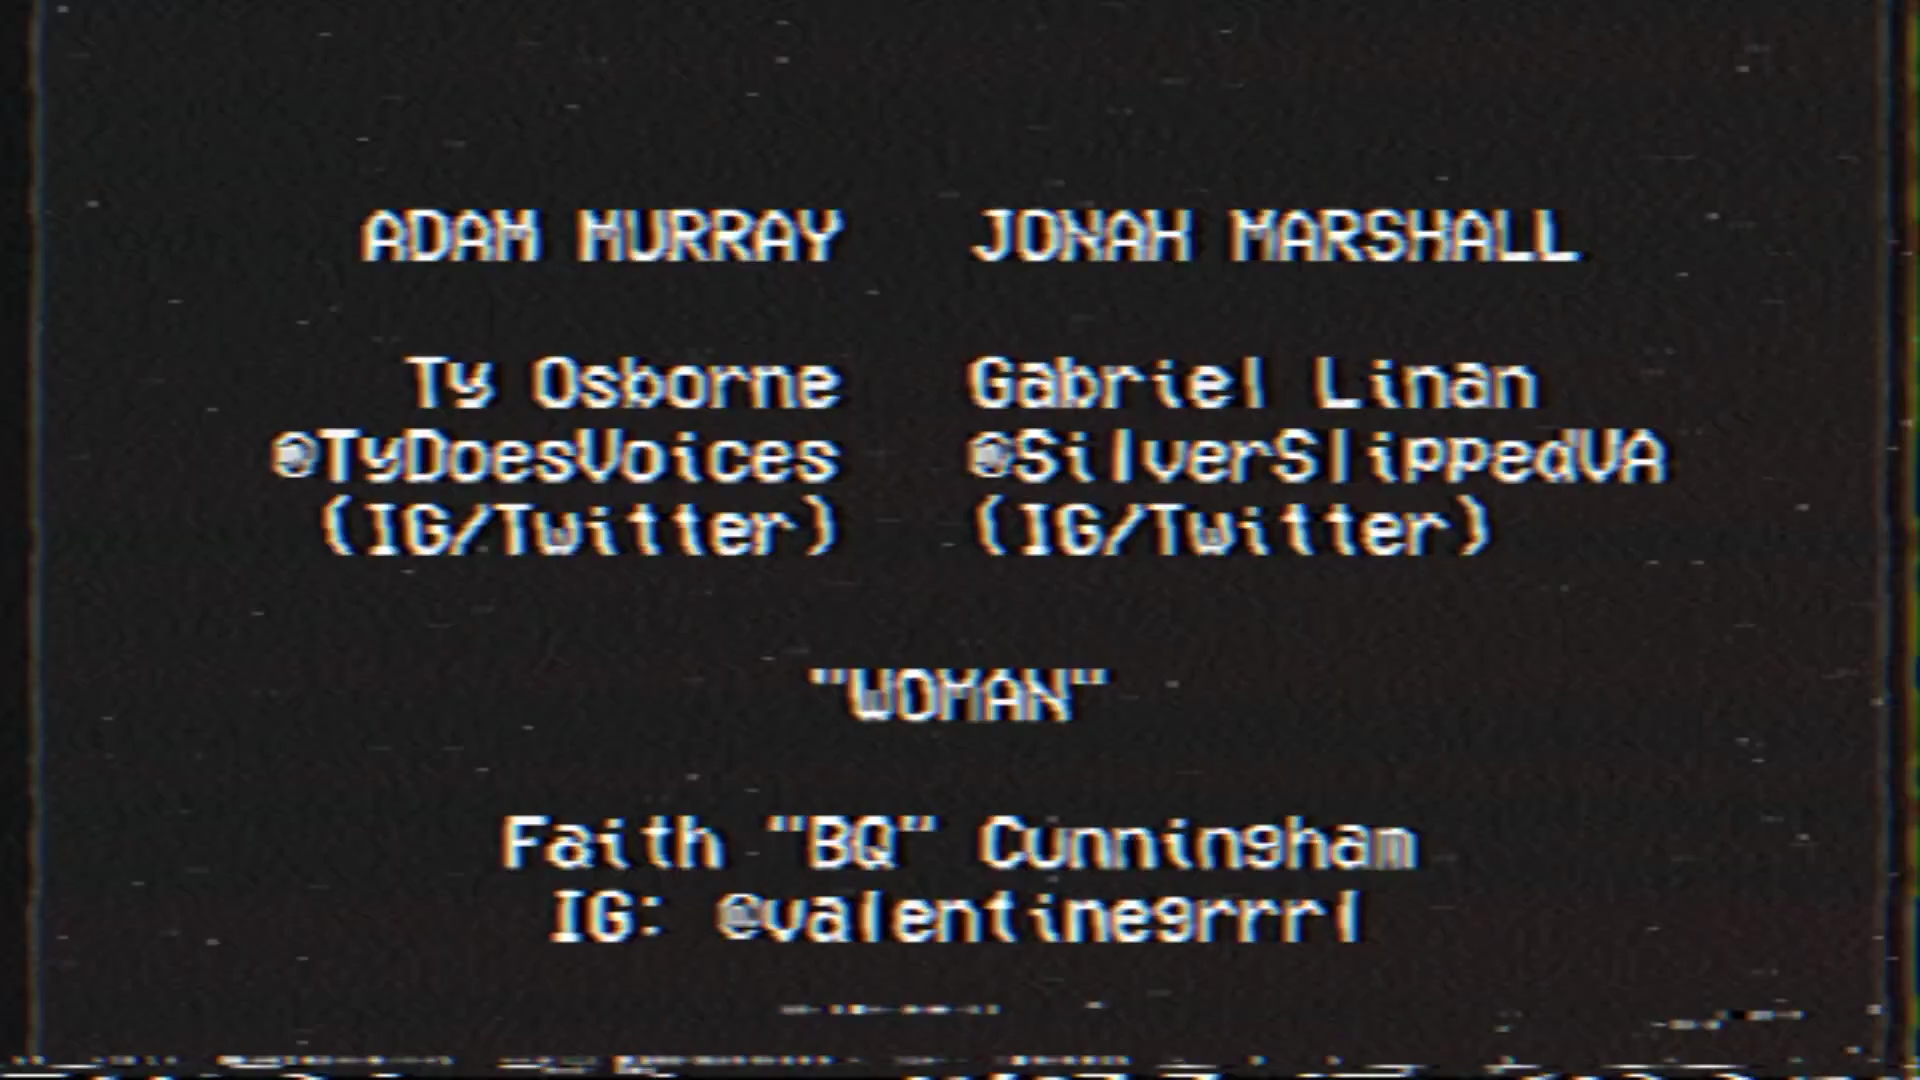 ADAM MURRAY
Ty Osborne
@TyDoesVoices
(IG/Twitter)
JONAH MARSHALL
Gabriel Linan
@SilverSlippedVA
(IG/Twitter)
"WOMAN"
Faith "BQ" Cunningham
IG: @valentinegrrrl